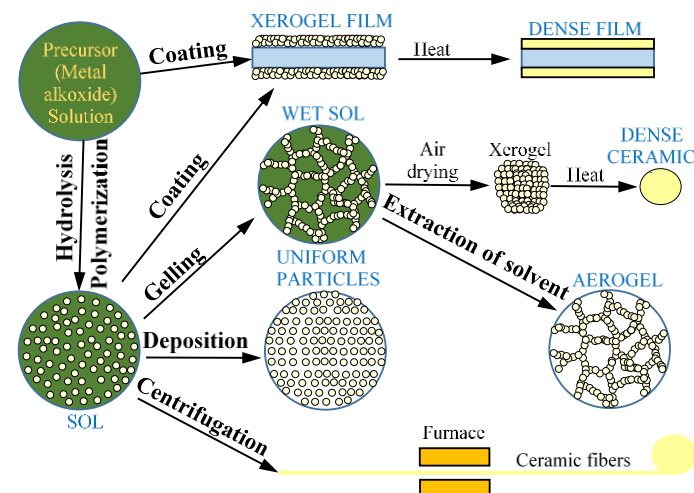 XEROGEL FILM
DENSE FILM
Precursor
(Metal
alkoxide)
Solution
Coating
Heat
WET SOL
DENSE
CERAMIC
Hydrolysis
Polymerization
Coating
Air
drying
Xerogel
Heat
Gelling
Extraction of solvent
UNIFORM
PARTICLES
AEROGEL
Deposition
SOL
Centrifugation
Furnace
Ceramic fibers